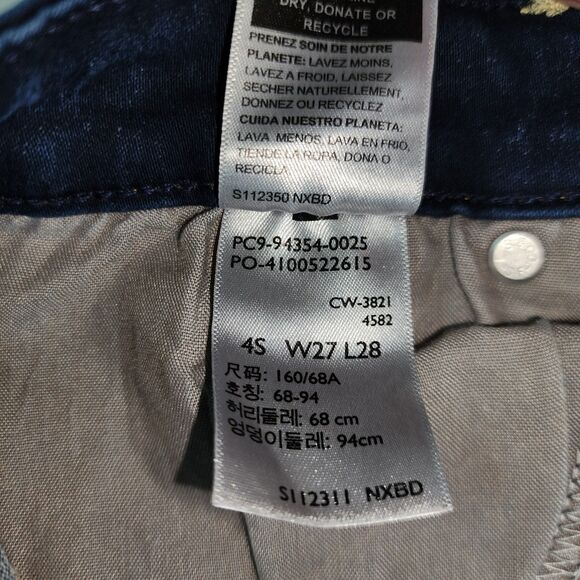 DRY, DONATE OR
RECYCLE
PRENEZ SOIN DE NOTRE
PLANETE: LAVEZ MOINS,
LAVEZ A FROID, LAISSEZ
SECHER NATURELLEMENT,
DONNEZ OU RECYCLEZ
CUIDA NUESTRO PLANETA:
LAVA MENOS, LAVA EN FRIO,
TIENDE LA ROPA, DONA O
RECICLA
S112350 NXBD
PC9-94354-0025
PO-4100522615
CW-3821
4582
4S W27 L28
尺码: 160/68A
호칭: 68-94
허리둘레: 68 cm
엉덩이둘레: 94cm
S112311 NXBD